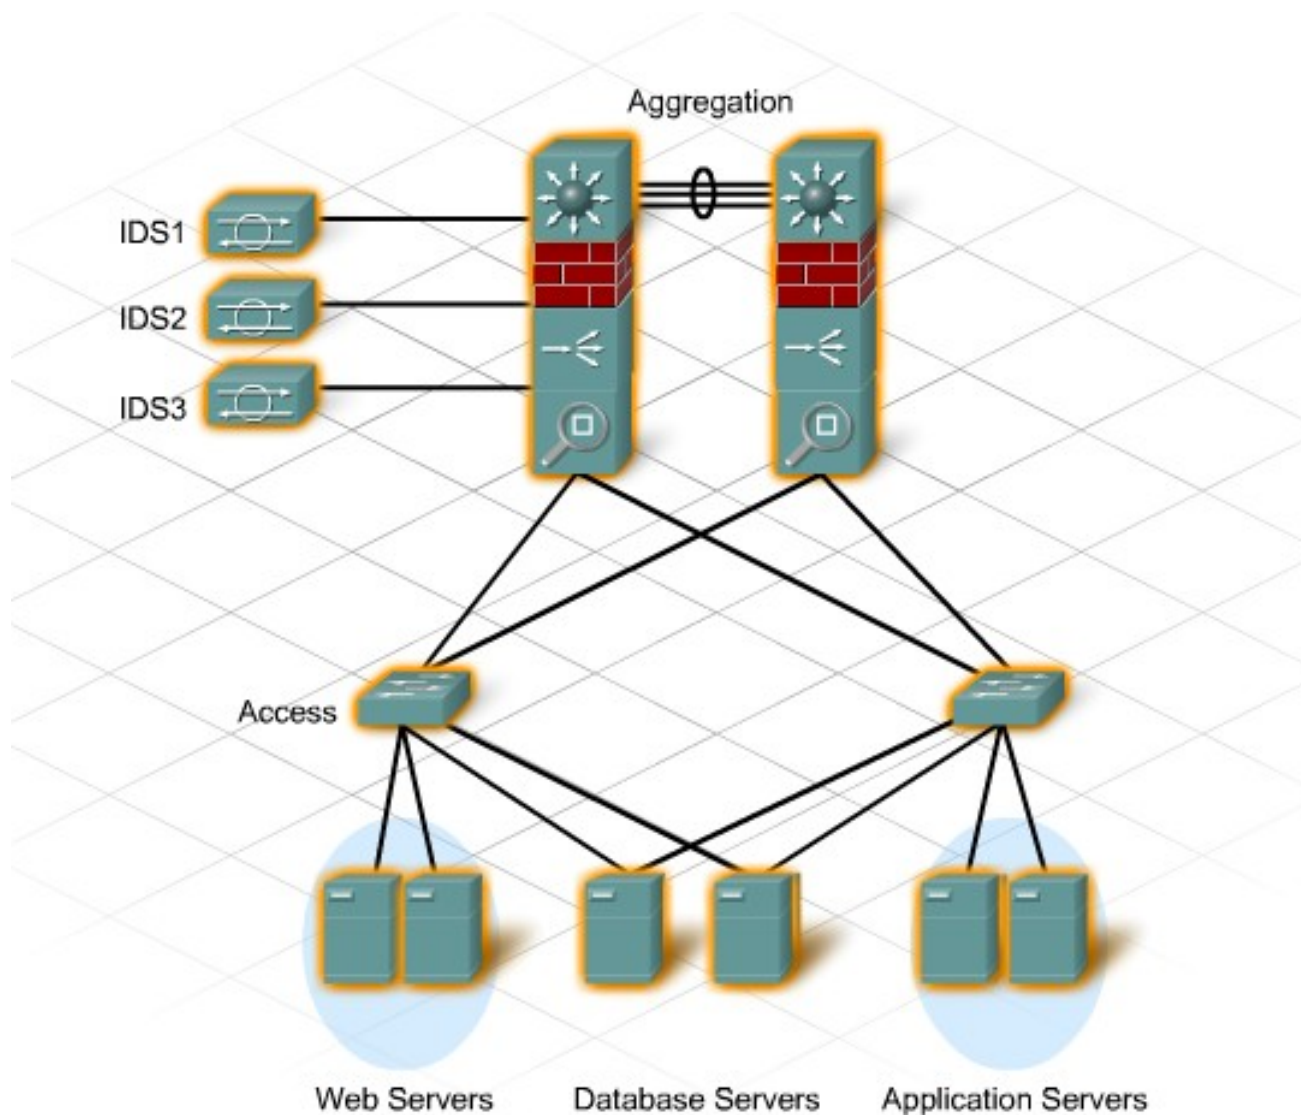 Aggregation
IDS1
IDS2
IDS3
Access
Web Servers
Database Servers
Application Servers